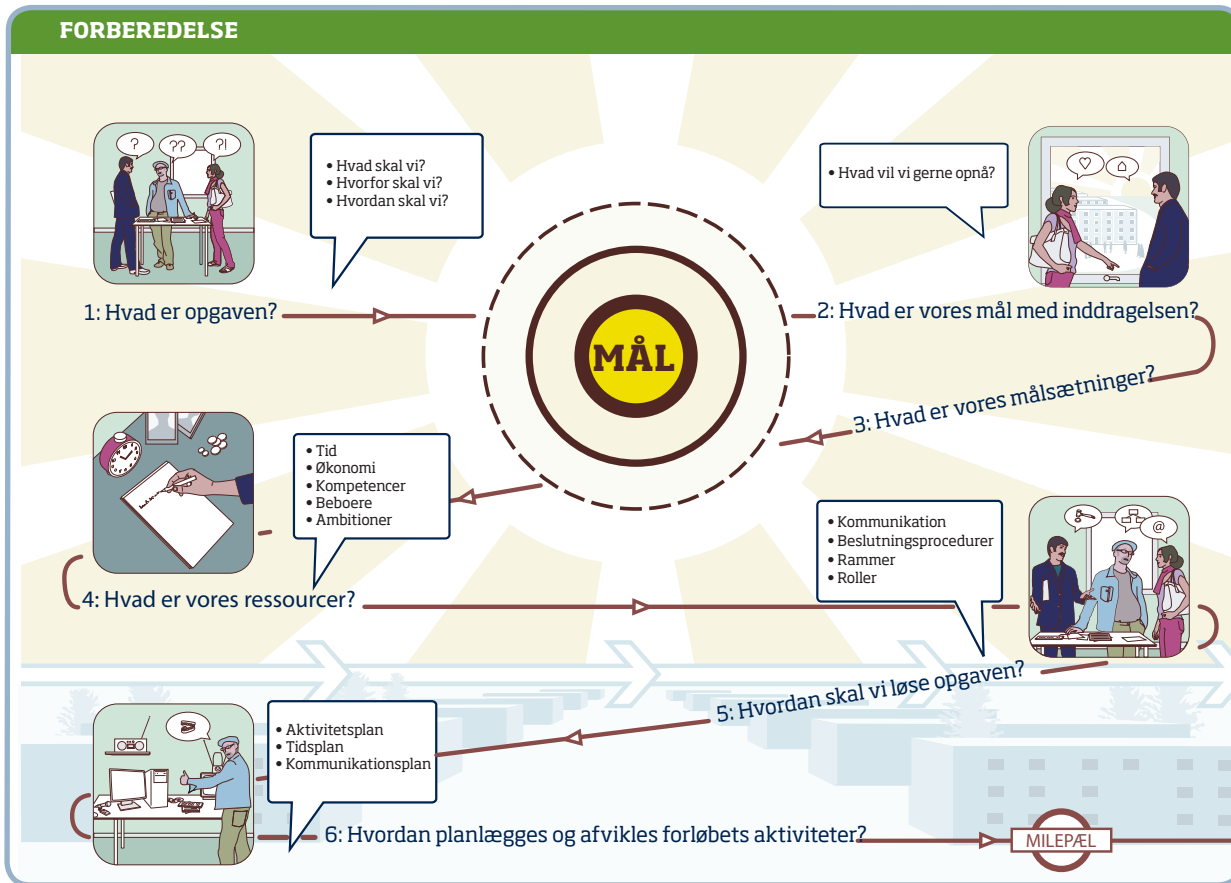 FORBEREDELSE
?
??
?!
• Hvad skal vi?
• Hvorfor skal vi?
• Hvordan skal vi?
1: Hvad er opgaven?
MÅL
• Hvad vil vi gerne opnå?
2: Hvad er vores mål med inddragelsen?
3: Hvad er vores målsætninger?
• Tid
• Økonomi
• Kompetencer
• Beboere
• Ambitioner
4: Hvad er vores ressourcer?
• Kommunikation
• Beslutningsprocedurer
• Rammer
• Roller
@
5: Hvordan skal vi løse opgaven?
• Aktivitetsplan
• Tidsplan
• Kommunikationsplan
6: Hvordan planlægges og afvikles forløbets aktiviteter?
MILEPÆL